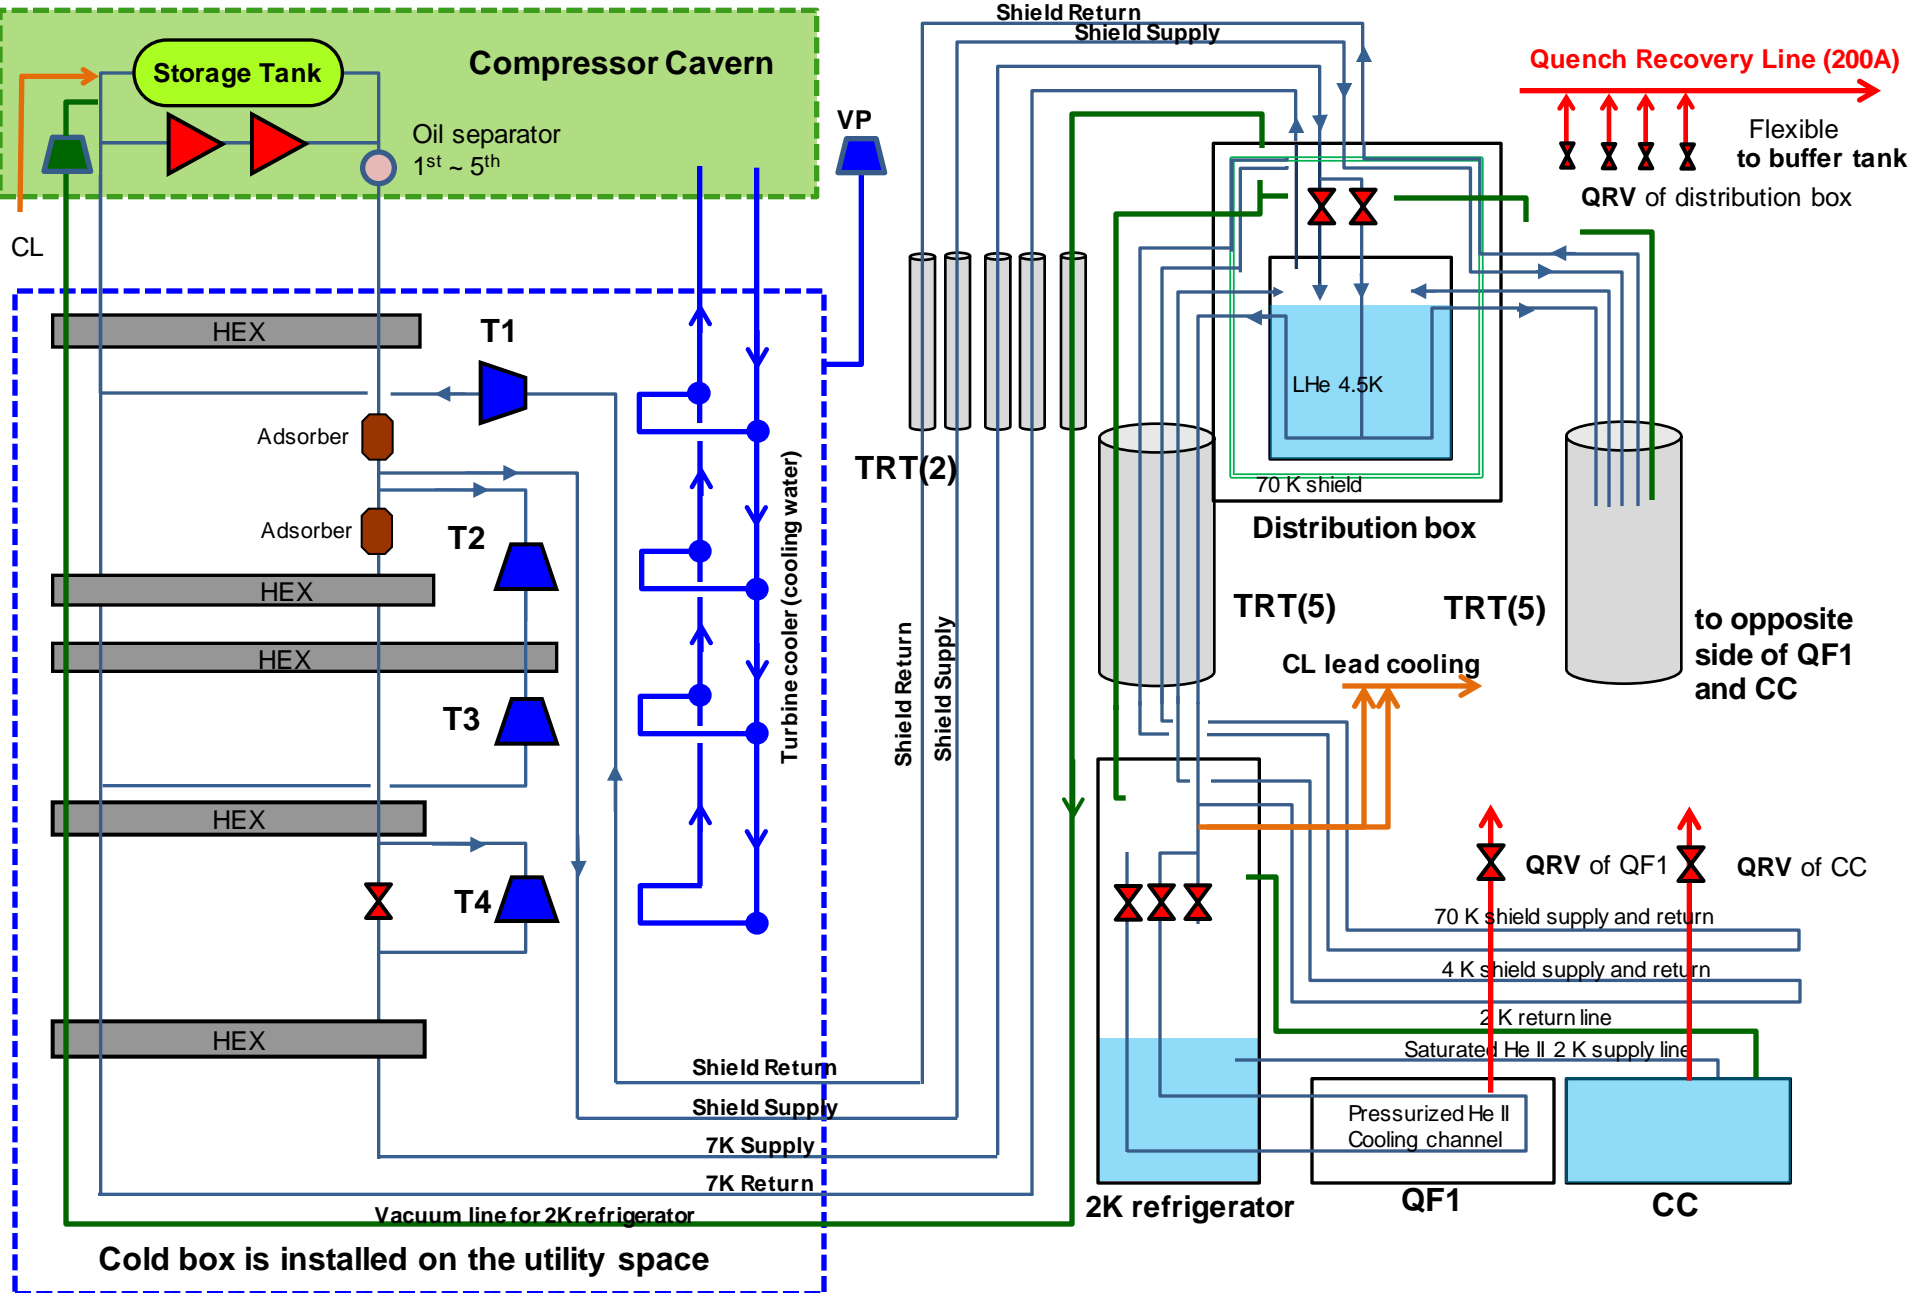 Shield Return
Shield Supply
Compressor Cavern
Storage Tank
Quench Recovery Line (200A)
VP
Oil separator
1st ~ 5th
Flexible
to buffer tank
QRV of distribution box
CL
HEX
T1
LHe 4.5K
Adsorber
TRT(2)
70 K shield
Distribution box
Adsorber
T2
HEX
TRT(5)
TRT(5)
to opposite
side of QF1
and CC
HEX
CL lead cooling
T3
Turbine cooler (cooling water)
Shield Return
Shield Supply
HEX
QRV of QF1
QRV of CC
T4
70 K shield supply and return
4 K shield supply and return
2 K return line
HEX
Saturated He II 2 K supply line
Shield Return
Shield Supply
Pressurized He II
Cooling channel
7K Supply
7K Return
2K refrigerator
QF1
CC
Vacuum line for 2K refrigerator
Cold box is installed on the utility space